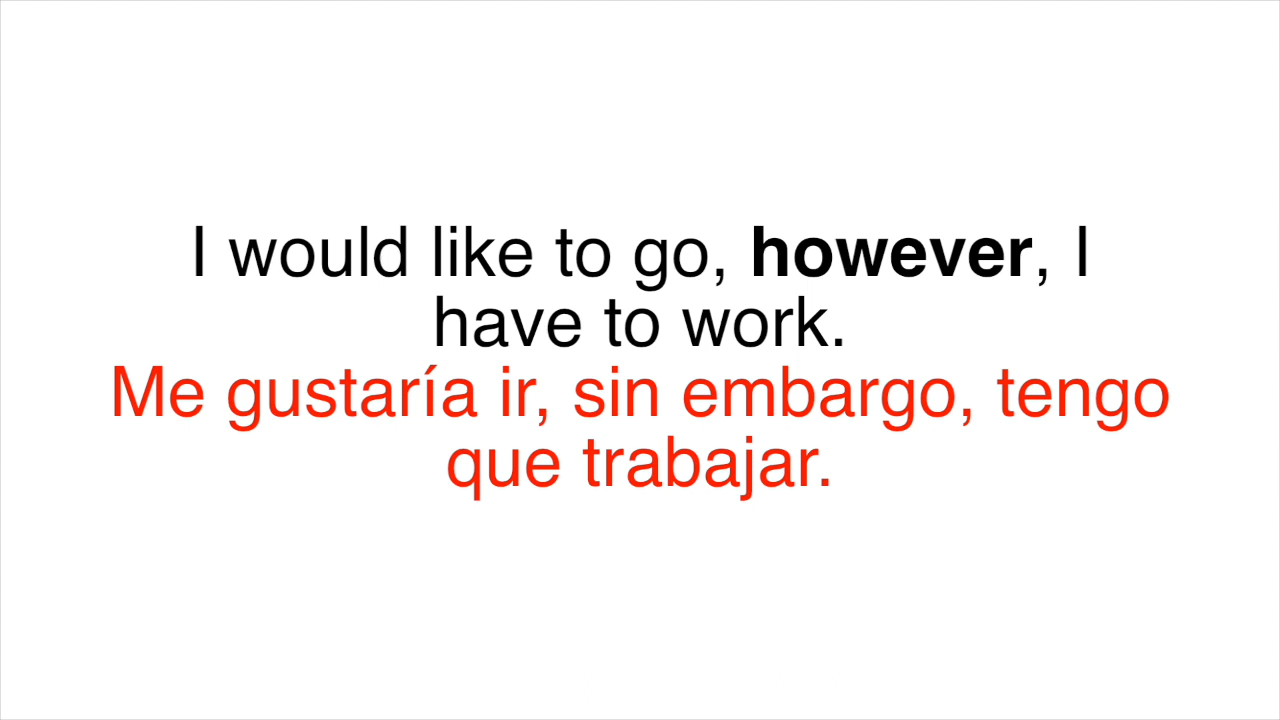 I would like to go, however, I
have to work.
Me gustaría ir, sin embargo, tengo
que trabajar.